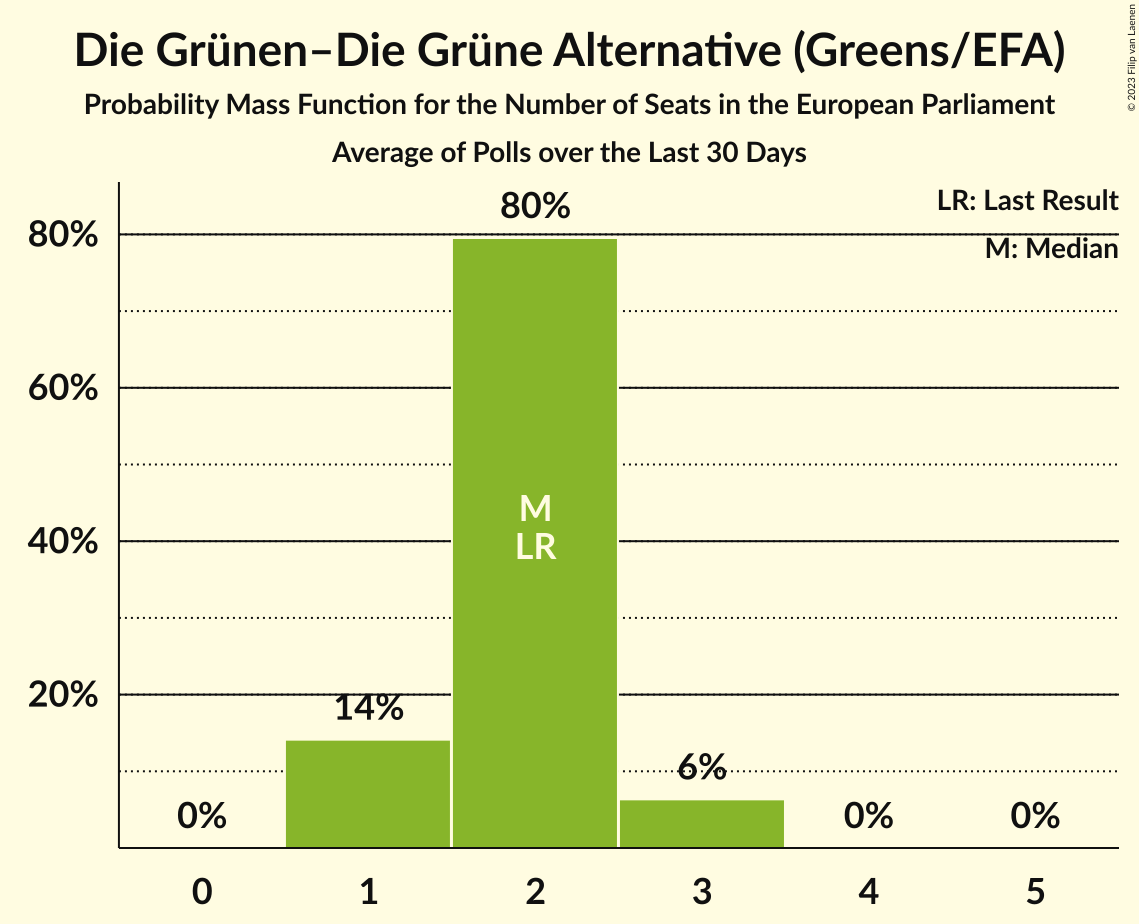 Die Grünen–Die Grüne Alternative (Greens/EFA)
Probability Mass Function for the Number of Seats in the European Parliament
Average of Polls over the Last 30 Days
© 2023 Filip van Laenen
LR: Last Result
M: Median
80%
60%
40%
20%
0%
14%
80%
M
LR
6%
0%
0%
0 1 2 3 4 5